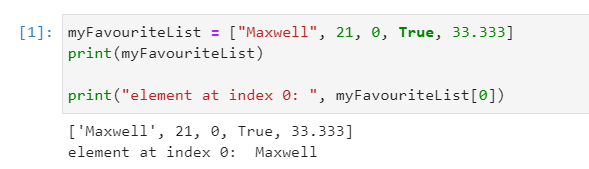 [1]: myFavouriteList = ["Maxwell", 21, 0, True, 33.333]
print(myFavouriteList)
print("element at index 0: ", myFavouriteList[0])
['Maxwell', 21, 0, True, 33.333]
element at index 0:  Maxwell